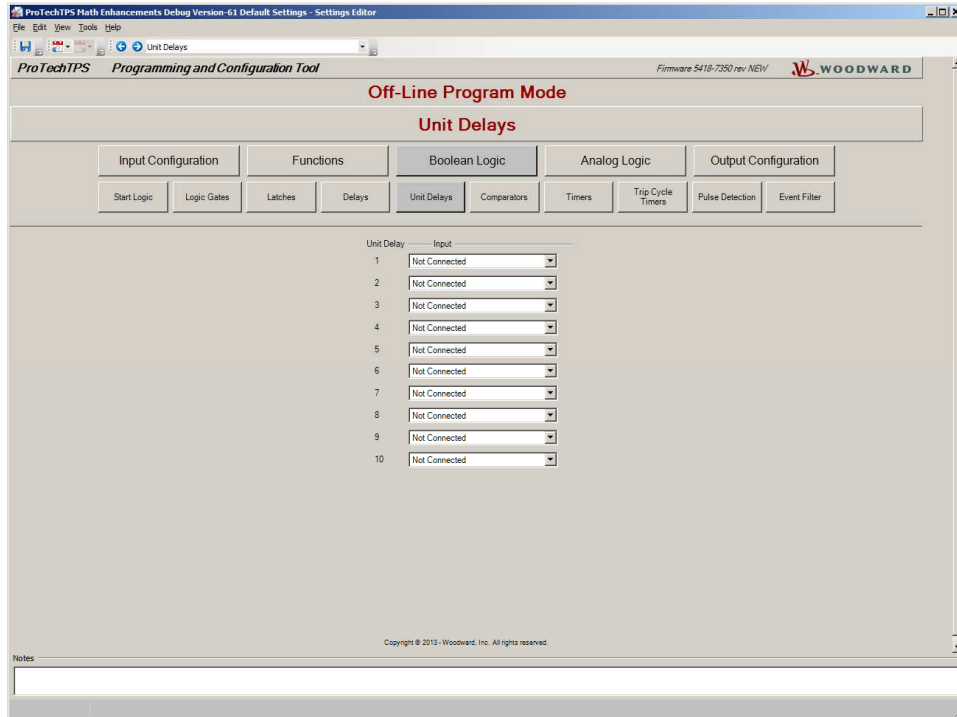 ProTechTPS Math Enhancements Debug Version-61 Default Settings - Settings Editor
File Edit View Tools Help
Unit Delays
ProTechTPS Programming and Configuration Tool Firmware 5418-7350 rev NEW WOODWARD
Off-Line Program Mode
Unit Delays
Input Configuration Functions Boolean Logic Analog Logic Output Configuration
Start Logic Logic Gates Latches Delays Unit Delays Comparators Timers Trip Cycle Timers Pulse Detection Event Filter
Unit Delay Input
1 Not Connected
2 Not Connected
3 Not Connected
4 Not Connected
5 Not Connected
6 Not Connected
7 Not Connected
8 Not Connected
9 Not Connected
10 Not Connected
Copyright © 2013 - Woodward, Inc. All rights reserved.
Notes